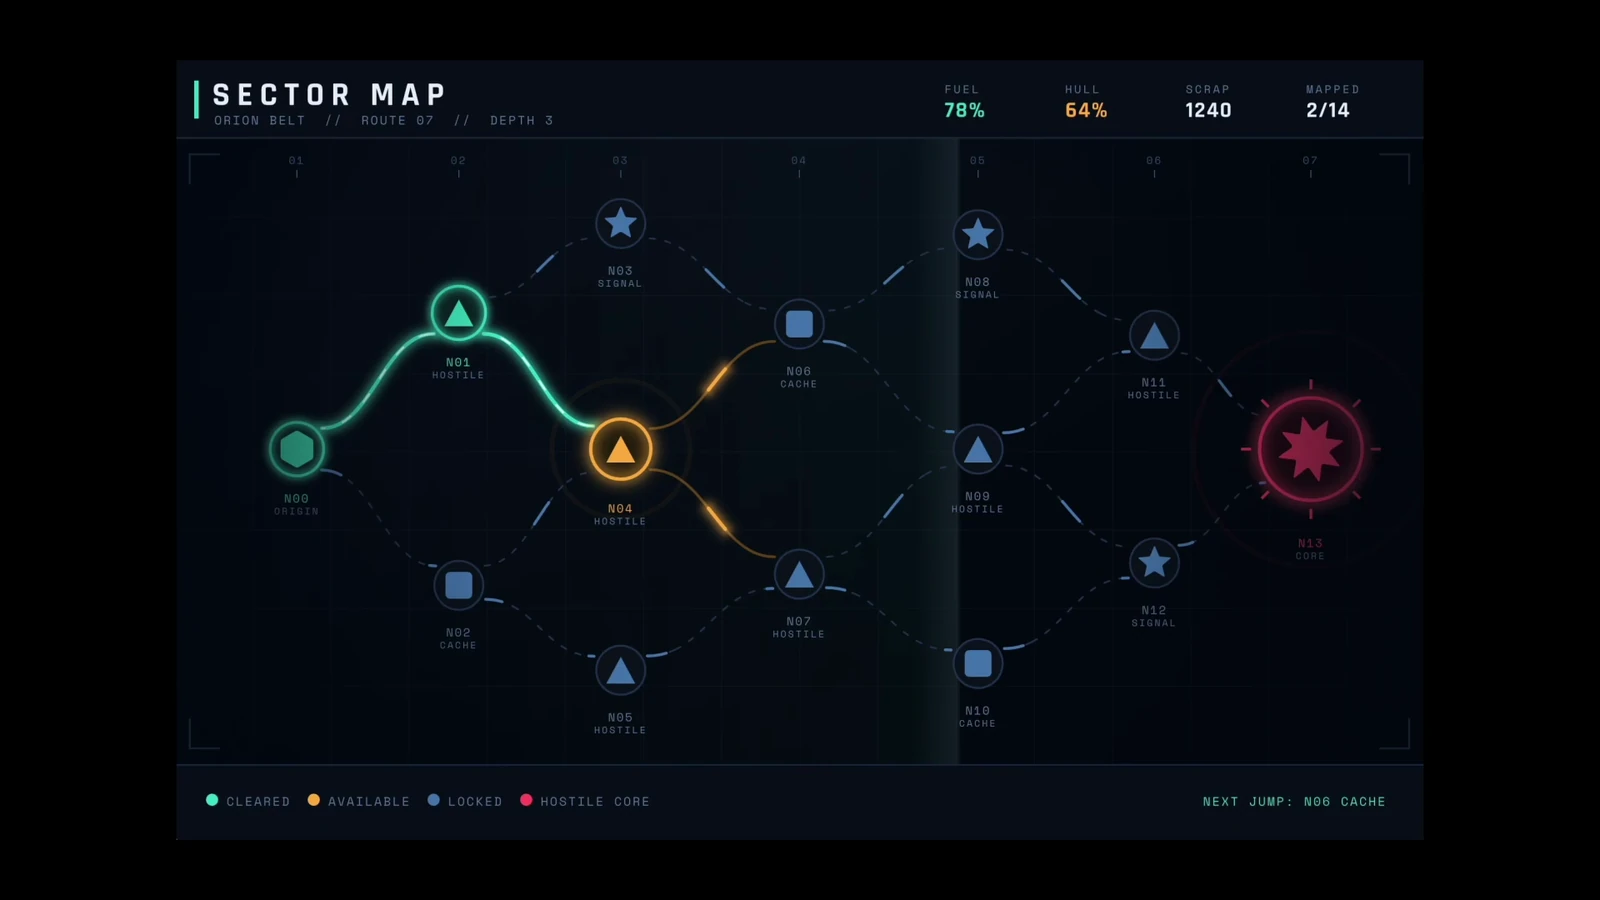 SECTOR MAP
ORION BELT // ROUTE 07 // DEPTH 3
FUEL
78%
HULL
64%
SCRAP
1240
MAPPED
2/14
01
02
03
04
05
06
07
N03
SIGNAL
N08
SIGNAL
N01
HOSTILE
N06
CACHE
N11
HOSTILE
N00
ORIGIN
N04
HOSTILE
N09
HOSTILE
N13
CORE
N02
CACHE
N07
HOSTILE
N12
SIGNAL
N05
HOSTILE
N10
CACHE
CLEARED
AVAILABLE
LOCKED
HOSTILE CORE
NEXT JUMP: N06 CACHE